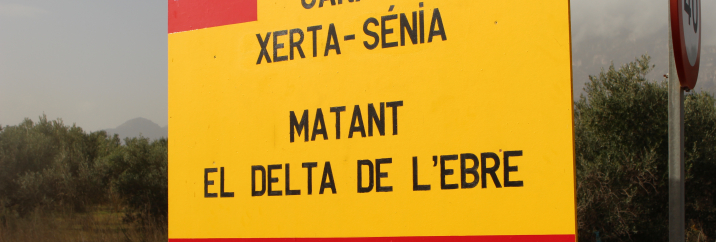 XERTA-SÉNIA
MATANT
EL DELTA DE L'EBRE